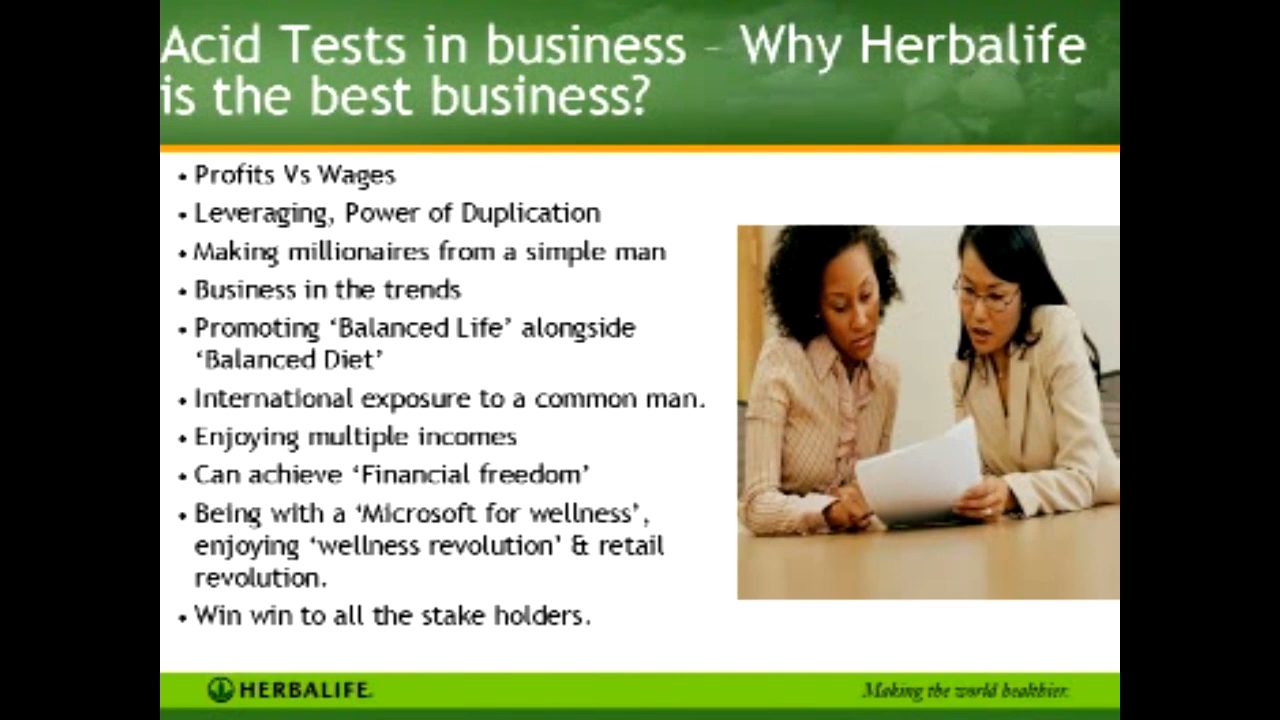 Acid Tests in business – Why Herbalife
is the best business?
• Profits Vs Wages
• Leveraging, Power of Duplication
• Making millionaires from a simple man
• Business in the trends
• Promoting ‘Balanced Life’ alongside
‘Balanced Diet’
• International exposure to a common man.
• Enjoying multiple incomes
• Can achieve ‘Financial freedom’
• Being with a ‘Microsoft for wellness’,
enjoying ‘wellness revolution’ & retail
revolution.
• Win win to all the stake holders.
HERBALIFE.
Making the world healthier.